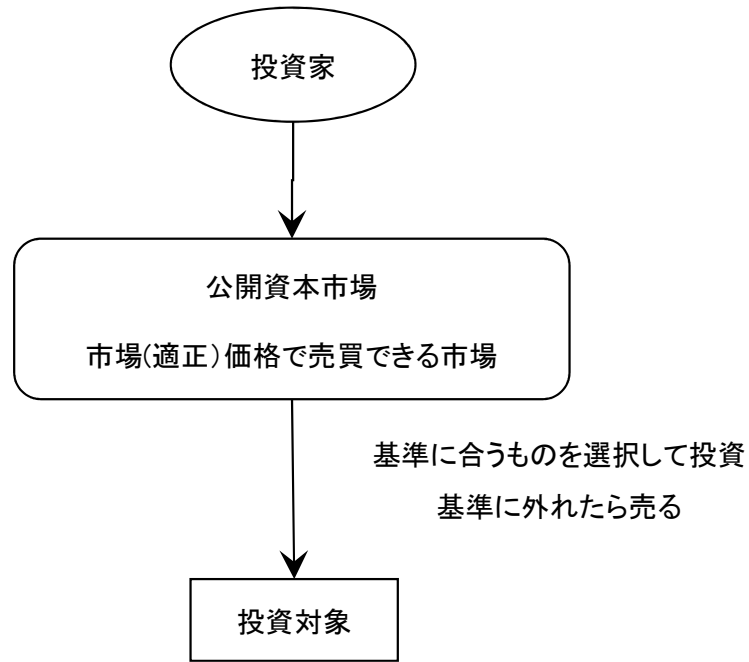 投資家
公開資本市場
市場(適正）価格で売買できる市場
基準に合うものを選択して投資
基準に外れたら売る
投資対象